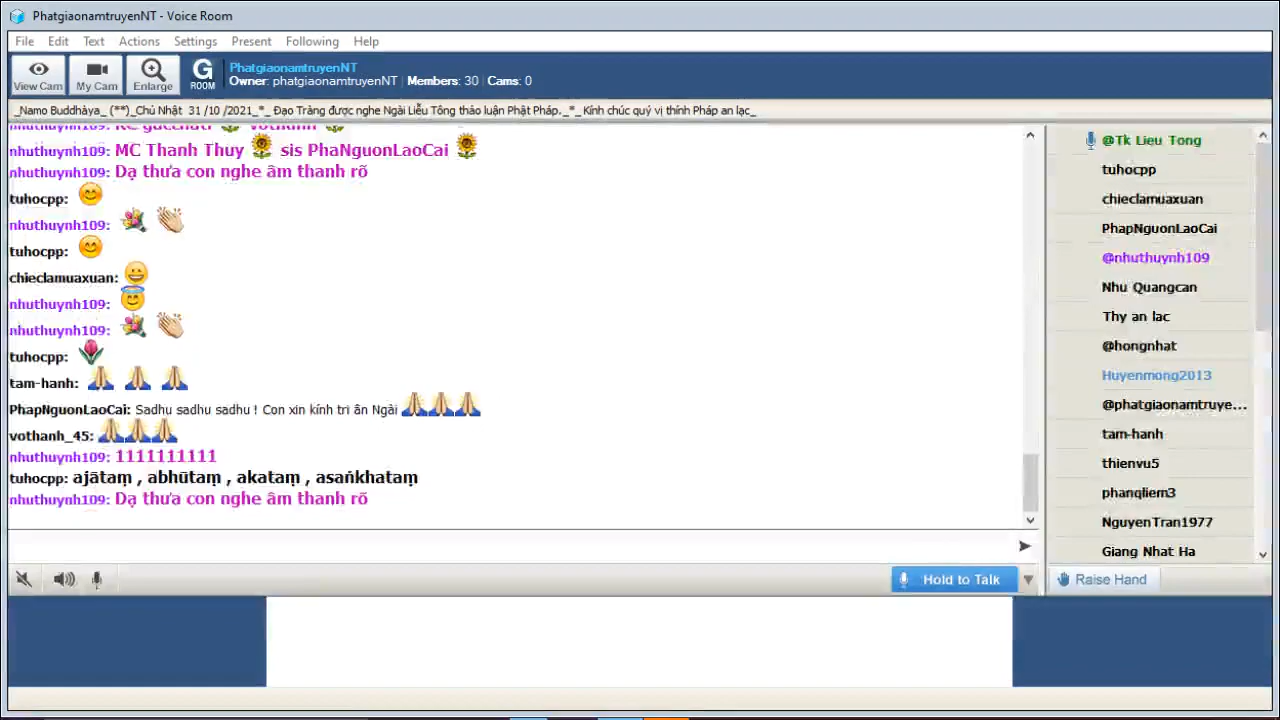 PhatgiaonamtruyenNT - Voice Room
File Edit Text Actions Settings Present Following Help
View Cam My Cam Enlarge G ROOM
PhatgiaonamtruyenNT
Owner: phatgiaonamtruyenNT | Members: 30 | Cams: 0
_Namo Buddhàya_ (**)_Chủ Nhật 31 /10 /2021_*_ Đạo Tràng được nghe Ngài Liễu Tông thảo luận Phật Pháp._*_Kính chúc quý vị thính Pháp an lạc_
nhuthuynh109: MC Thanh Thuy sis PhaNguonLaoCai
nhuthuynh109: Dạ thưa con nghe âm thanh rõ
tuhocpp:
nhuthuynh109:
tuhocpp:
chieclamuaxuan:
nhuthuynh109:
nhuthuynh109:
tuhocpp:
tam-hanh:
PhapNguonLaoCai: Sadhu sadhu sadhu ! Con xin kính tri ân Ngài
vothanh_45:
nhuthuynh109: 1111111111
tuhocpp: ajātaṃ , abhūtaṃ , akataṃ , asaṅkhataṃ
nhuthuynh109: Dạ thưa con nghe âm thanh rõ
Hold to Talk
@Tk Lieu Tong
tuhocpp
chieclamuaxuan
PhapNguonLaoCai
@nhuthuynh109
Nhu Quangcan
Thy an lac
@hongnhat
Huyenmong2013
@phatgiaonamtruye...
tam-hanh
thienvu5
phanqliem3
NguyenTran1977
Giang Nhat Ha
Raise Hand